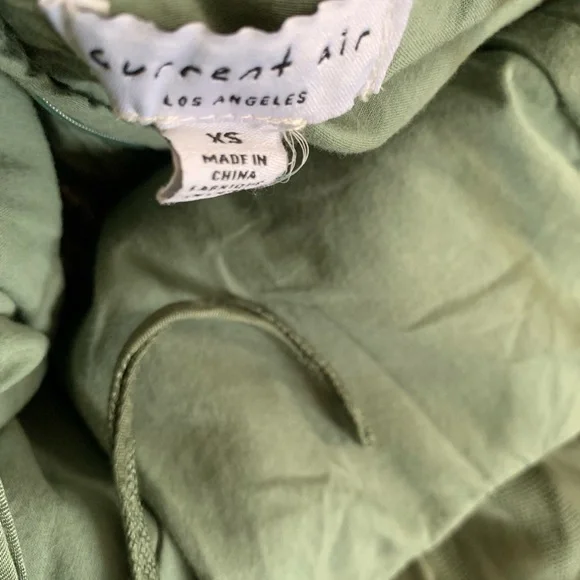 current air
LOS ANGELES
XS
MADE IN
CHINA